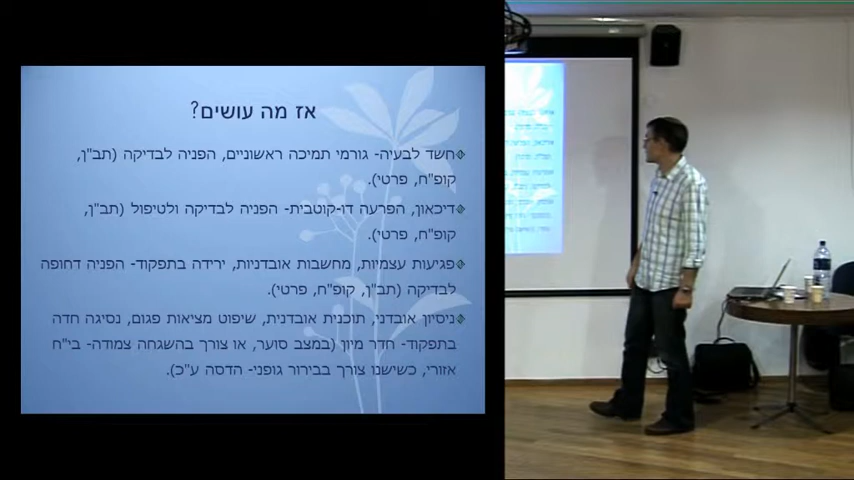 אז מה עושים?
חשד לבעיה- גורמי תמיכה ראשוניים, הפניה לבדיקה (תב"ן,
קופ"ח, פרטי).
דיכאון, הפרעה דו-קוטבית- הפניה לבדיקה ולטיפול (תב"ן,
קופ"ח, פרטי).
פגיעות עצמיות, מחשבות אובדניות, ירידה בתפקוד- הפניה דחופה
לבדיקה (תב"ן, קופ"ח, פרטי).
ניסיון אובדני, תוכנית אובדנית, שיפוט מציאות פגום, נסיגה חדה
בתפקוד- חדר מיון (במצב סוער, או צורך בהשגחה צמודה- בי"ח
אזורי, כשישנו צורך בבירור גופני- הדסה ע"כ).